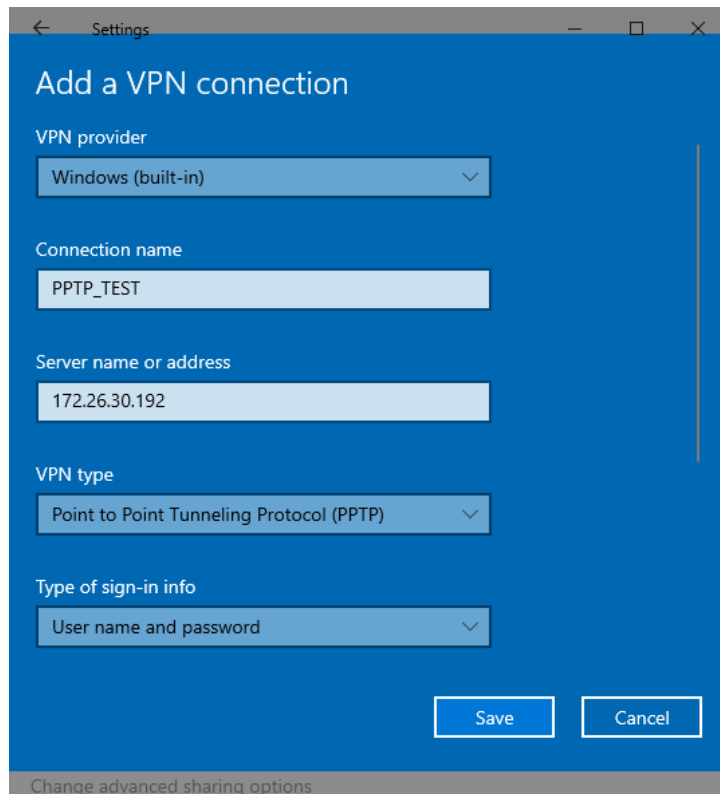 Settings
Add a VPN connection
VPN provider
Windows (built-in)
Connection name
PPTP_TEST
Server name or address
172.26.30.192
VPN type
Point to Point Tunneling Protocol (PPTP)
Type of sign-in info
User name and password
Save Cancel
Change advanced sharing options